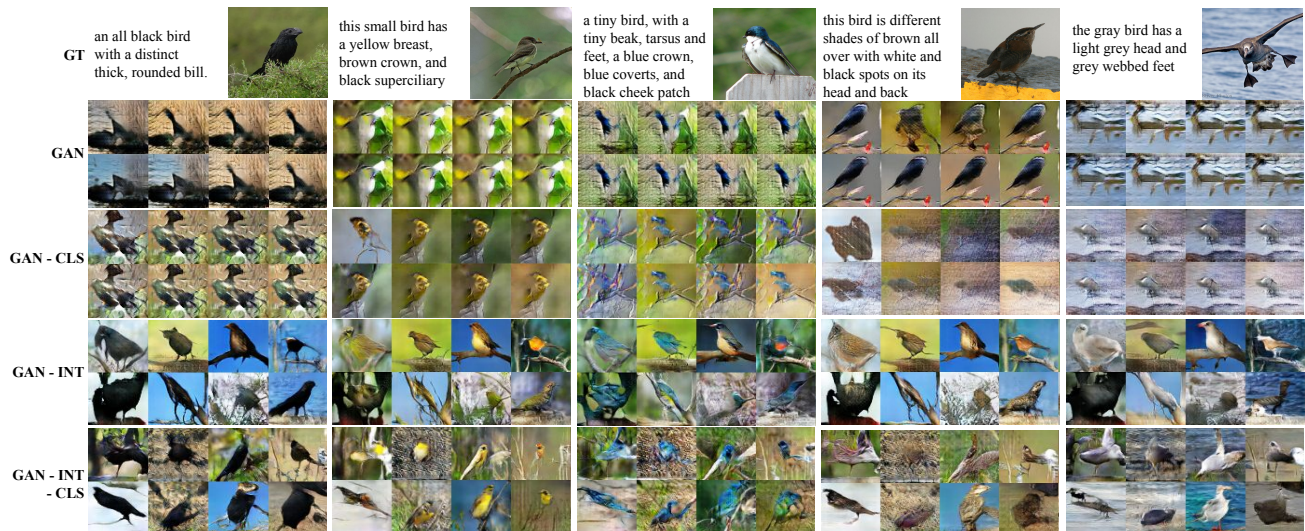 GT
an all black bird
with a distinct
thick, rounded bill.
this small bird has
a yellow breast,
brown crown, and
black superciliary
a tiny bird, with a
tiny beak, tarsus and
feet, a blue crown,
blue coverts, and
black cheek patch
this bird is different
shades of brown all
over with white and
black spots on its
head and back
the gray bird has a
light grey head and
grey webbed feet
GAN
GAN - CLS
GAN - INT
GAN - INT
- CLS